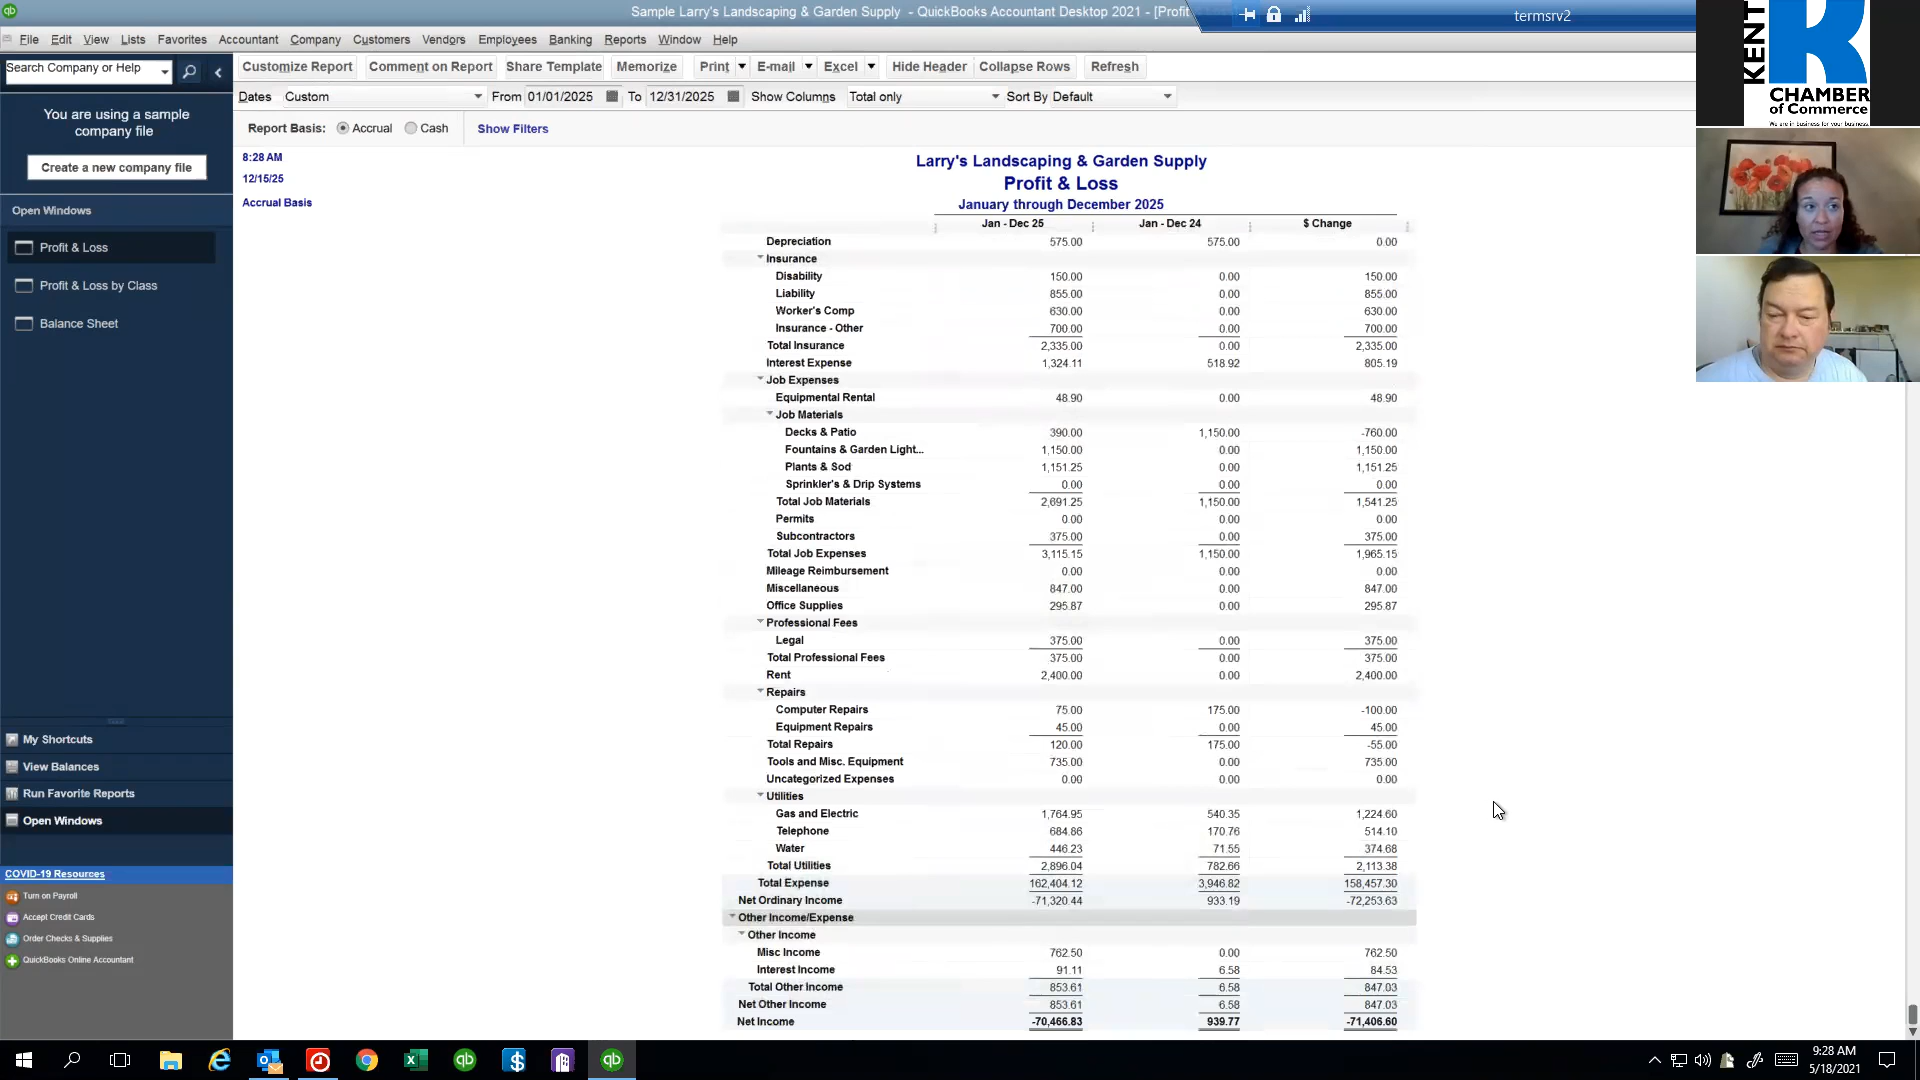 Sample Larry's Landscaping & Garden Supply - QuickBooks Accountant Desktop 2021 - [Profit
termsrv2
File Edit View Lists Favorites Accountant Company Customers Vendors Employees Banking Reports Window Help
Search Company or Help
Customize Report Comment on Report Share Template Memorize Print E-mail Excel Hide Header Collapse Rows Refresh
Dates Custom From 01/01/2025 To 12/31/2025 Show Columns Total only Sort By Default
Report Basis: Accrual Cash Show Filters
You are using a sample
company file
Create a new company file
Open Windows
Profit & Loss
Profit & Loss by Class
Balance Sheet
My Shortcuts
View Balances
Run Favorite Reports
Open Windows
COVID-19 Resources
Turn on Payroll
Accept Credit Cards
Order Checks & Supplies
QuickBooks Online Accountant
8:28 AM
12/15/25
Accrual Basis
Larry's Landscaping & Garden Supply
Profit & Loss
January through December 2025
Jan - Dec 25 Jan - Dec 24 $ Change
Depreciation 575.00 575.00 0.00
Insurance
Disability 150.00 0.00 150.00
Liability 855.00 0.00 855.00
Worker's Comp 630.00 0.00 630.00
Insurance - Other 700.00 0.00 700.00
Total Insurance 2,335.00 0.00 2,335.00
Interest Expense 1,324.11 518.92 805.19
Job Expenses
Equipmental Rental 48.90 0.00 48.90
Job Materials
Decks & Patio 390.00 1,150.00 -760.00
Fountains & Garden Light... 1,150.00 0.00 1,150.00
Plants & Sod 1,151.25 0.00 1,151.25
Sprinkler's & Drip Systems 0.00 0.00 0.00
Total Job Materials 2,691.25 1,150.00 1,541.25
Permits 0.00 0.00 0.00
Subcontractors 375.00 0.00 375.00
Total Job Expenses 3,115.15 1,150.00 1,965.15
Mileage Reimbursement 0.00 0.00 0.00
Miscellaneous 847.00 0.00 847.00
Office Supplies 295.87 0.00 295.87
Professional Fees
Legal 375.00 0.00 375.00
Total Professional Fees 375.00 0.00 375.00
Rent 2,400.00 0.00 2,400.00
Repairs
Computer Repairs 75.00 175.00 -100.00
Equipment Repairs 45.00 0.00 45.00
Total Repairs 120.00 175.00 -55.00
Tools and Misc. Equipment 735.00 0.00 735.00
Uncategorized Expenses 0.00 0.00 0.00
Utilities
Gas and Electric 1,764.95 540.35 1,224.60
Telephone 684.86 170.76 514.10
Water 446.23 71.55 374.68
Total Utilities 2,896.04 782.66 2,113.38
Total Expense 162,404.12 3,946.82 158,457.30
Net Ordinary Income -71,320.44 933.19 -72,253.63
Other Income/Expense
Other Income
Misc Income 762.50 0.00 762.50
Interest Income 91.11 6.58 84.53
Total Other Income 853.61 6.58 847.03
Net Other Income 853.61 6.58 847.03
Net Income -70,466.83 939.77 -71,406.60
KENT
CHAMBER
of Commerce
We are in business for your business.
9:28 AM
5/18/2021